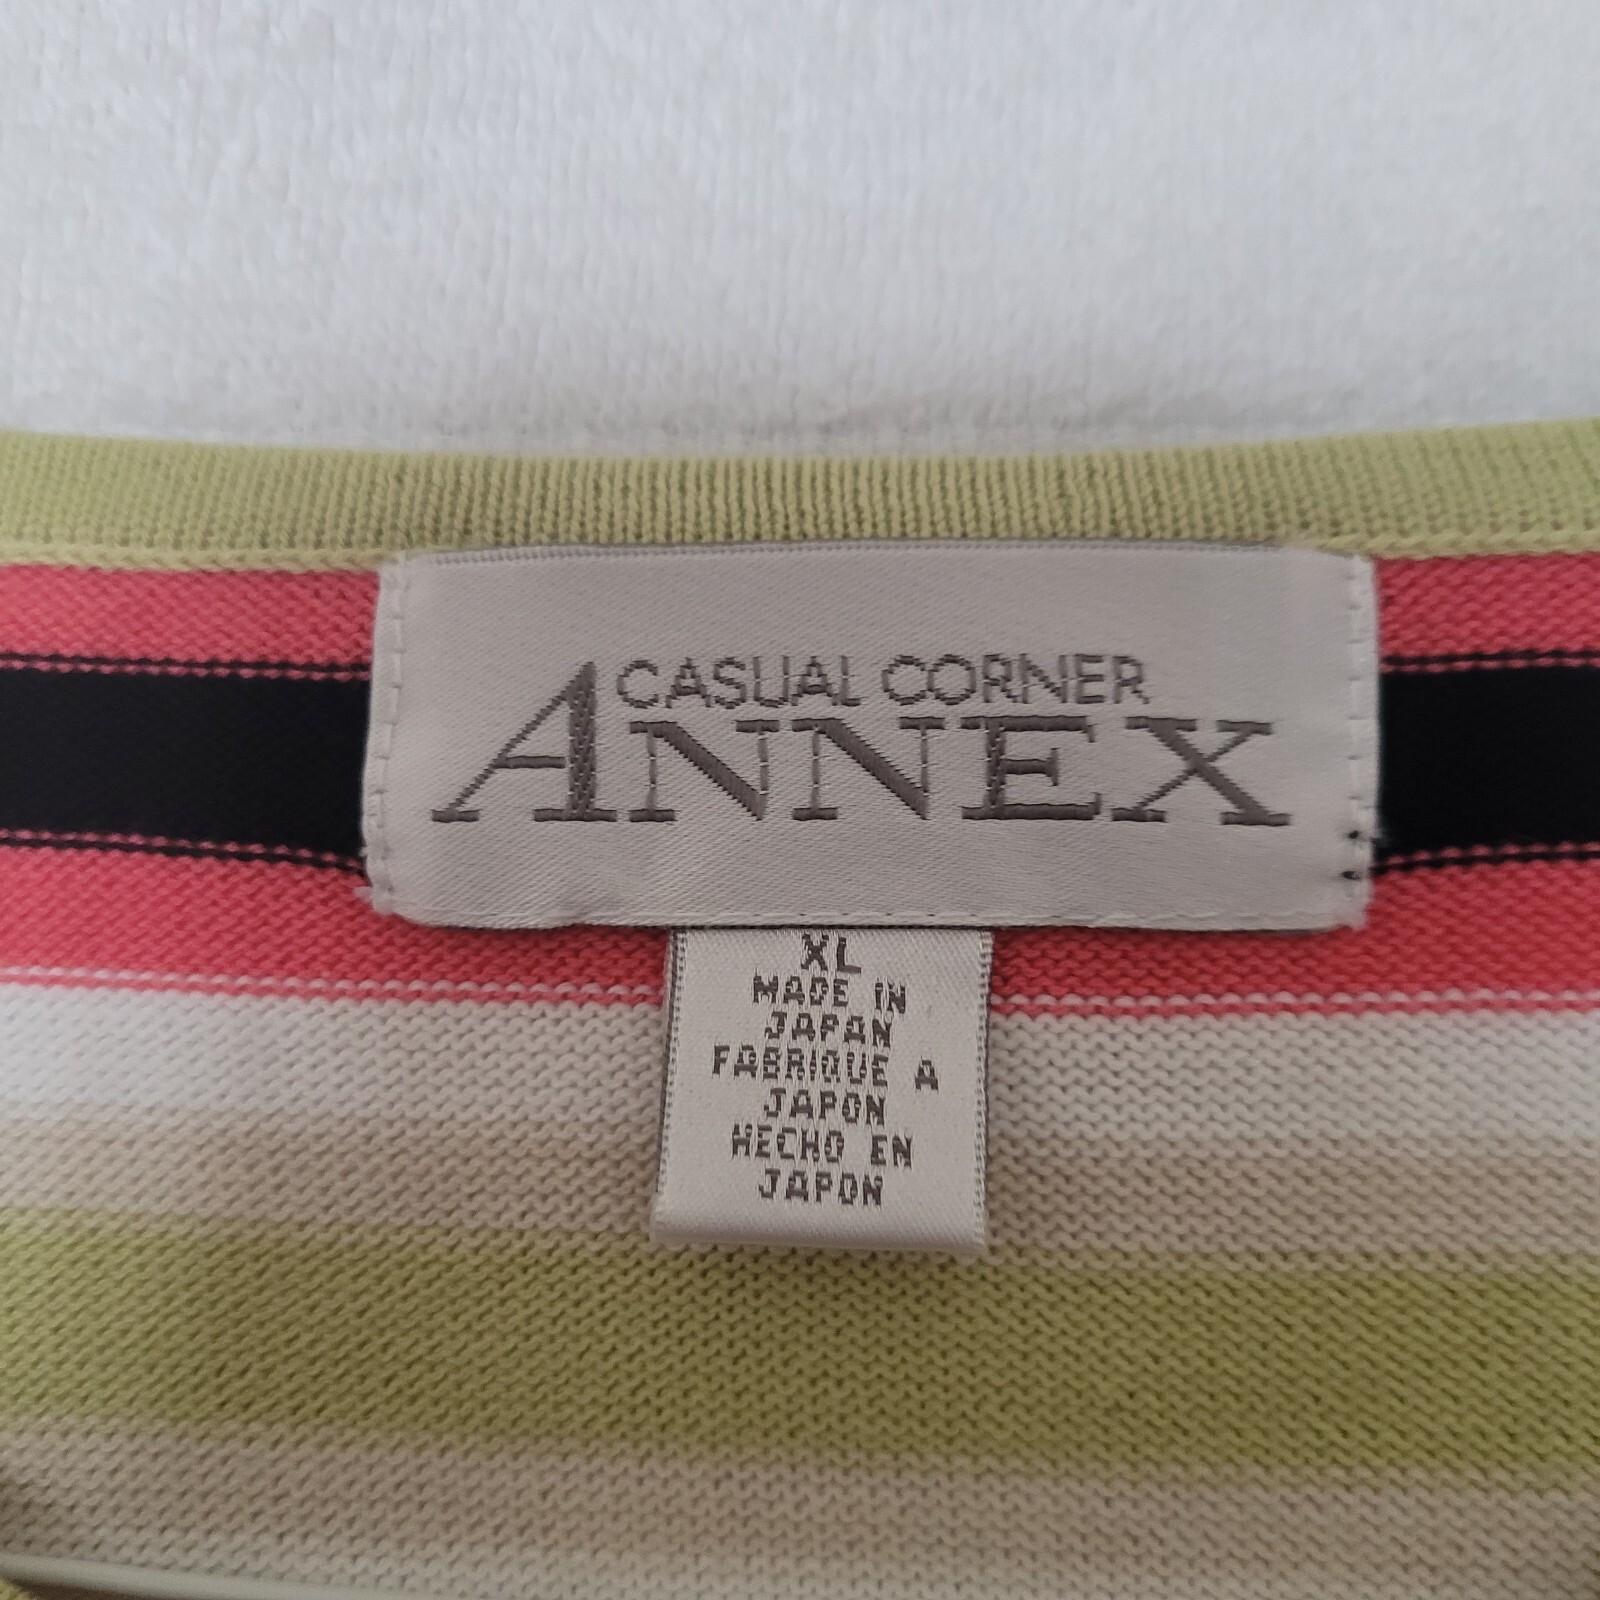 CASUAL CORNER
ANNEX
XL
MADE IN
JAPAN
FABRIQUE A
JAPON
HECHO EN
JAPON